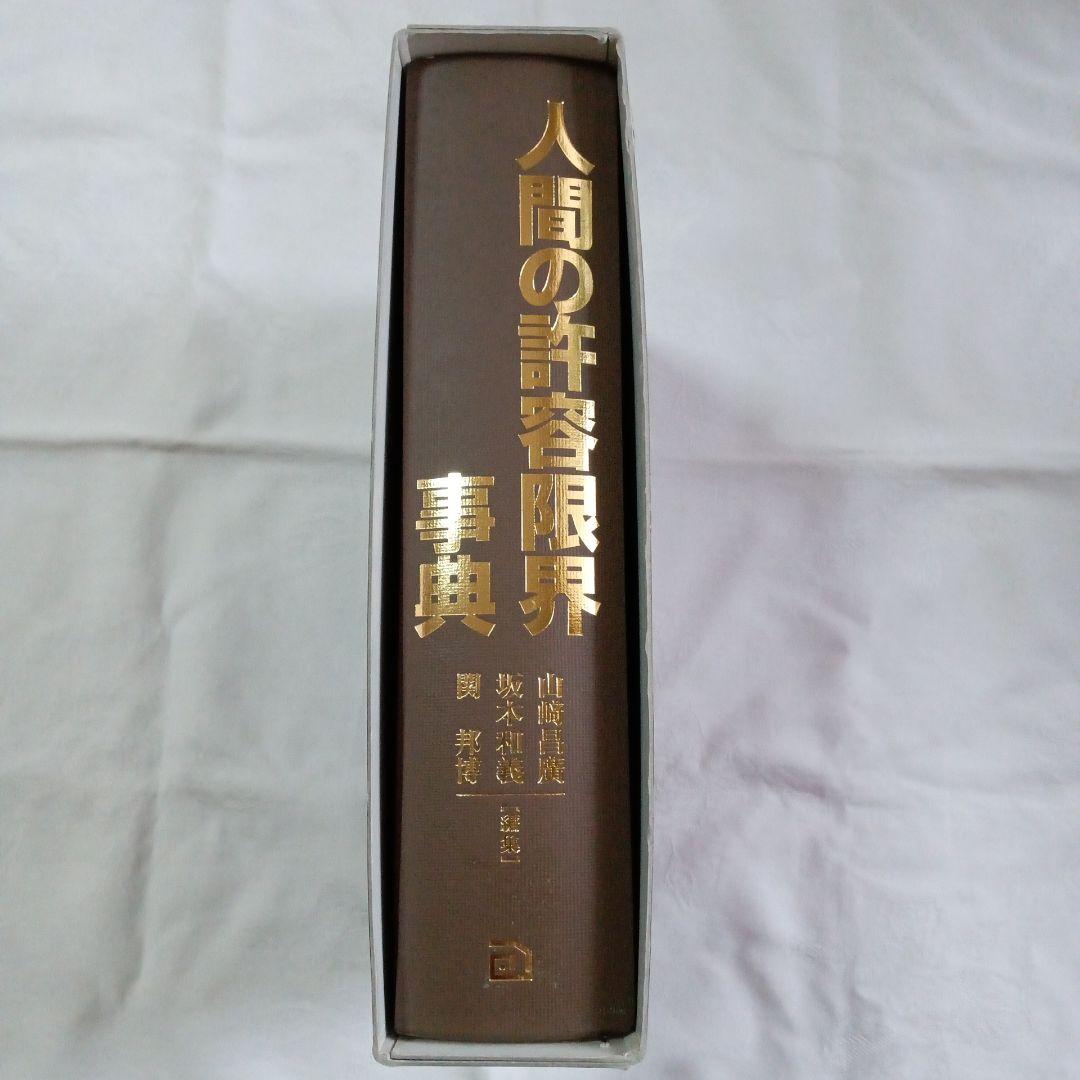 人間の許容限界
事典
山崎昌廣
坂本和義
関 邦博
[編集]